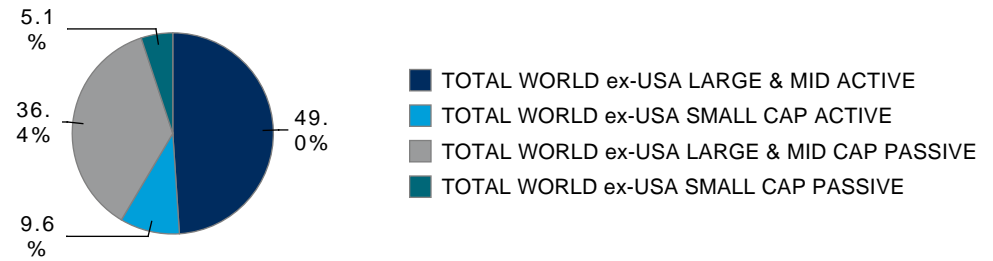 5.1
%
36.
4%
49.
0%
9.6
%
TOTAL WORLD ex-USA LARGE & MID ACTIVE
TOTAL WORLD ex-USA SMALL CAP ACTIVE
TOTAL WORLD ex-USA LARGE & MID CAP PASSIVE
TOTAL WORLD ex-USA SMALL CAP PASSIVE